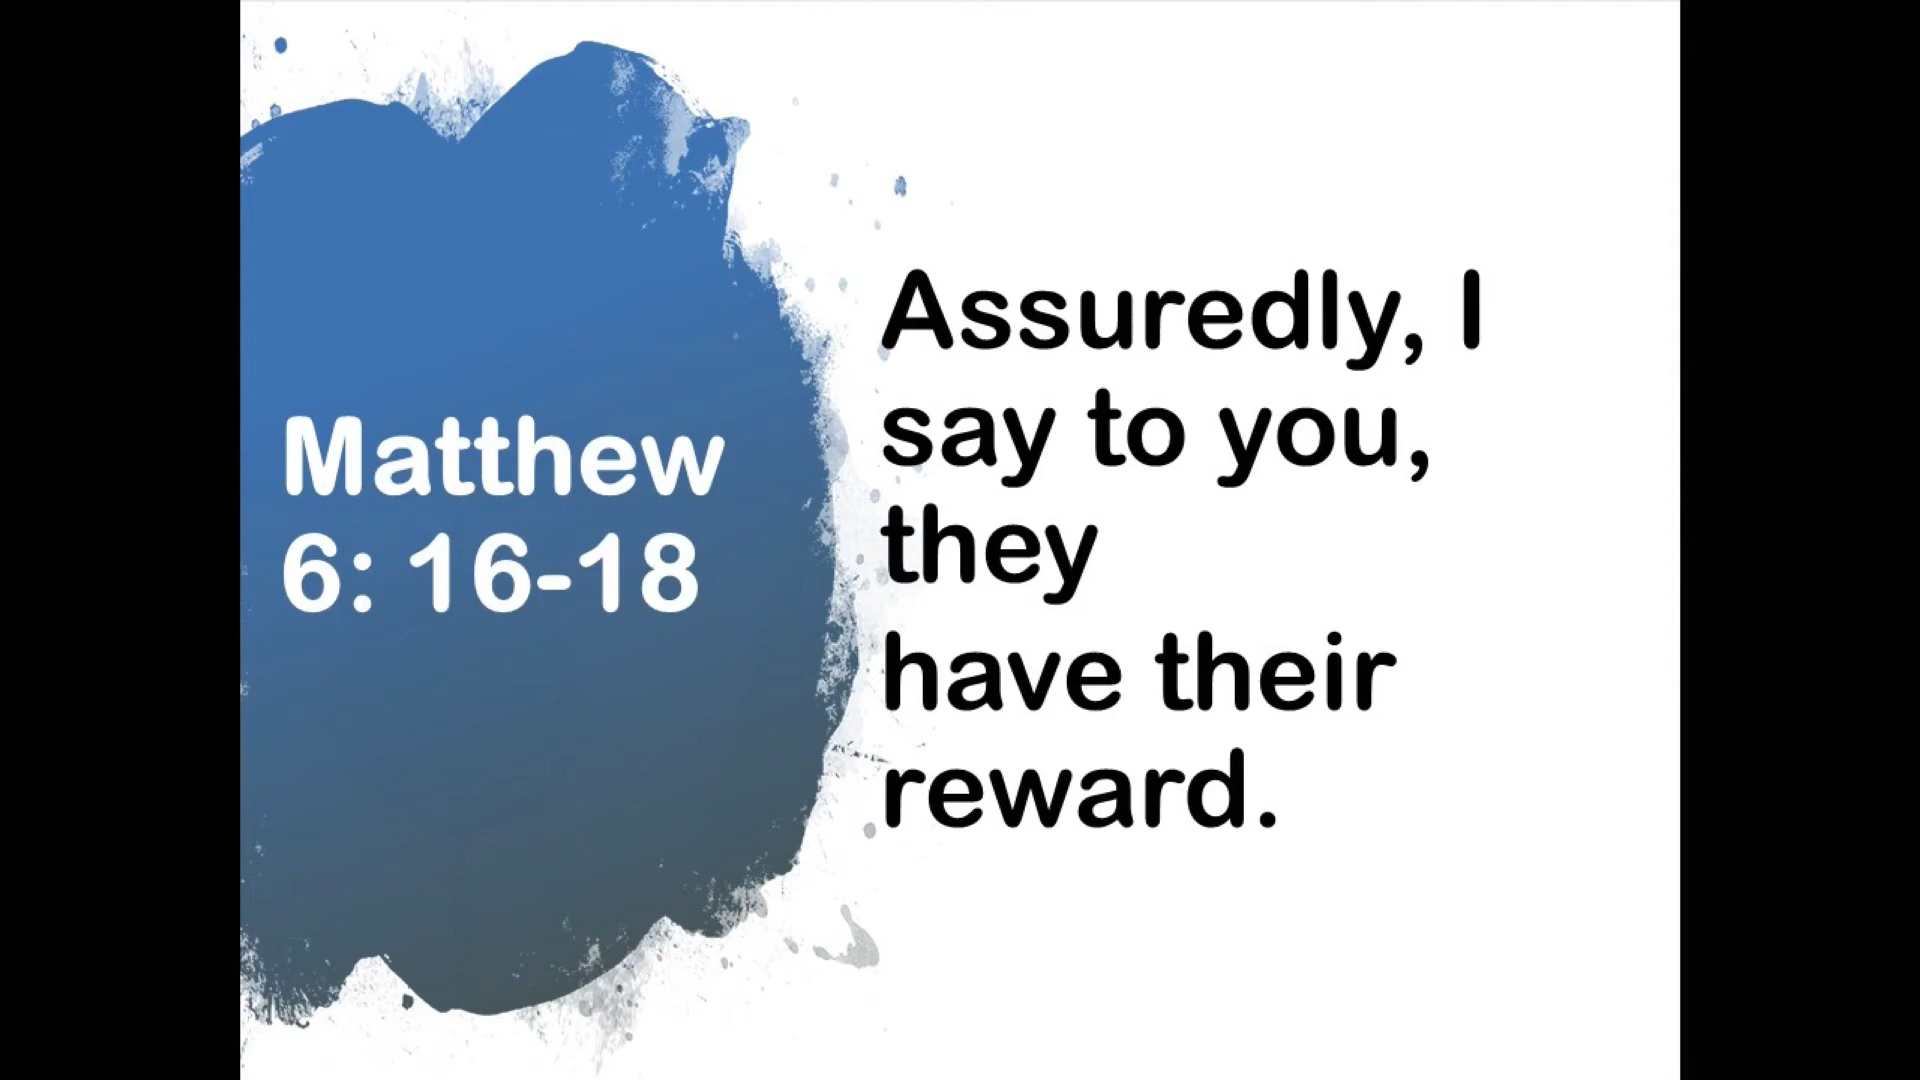 Matthew
6: 16-18
Assuredly, I
say to you,
they
have their
reward.